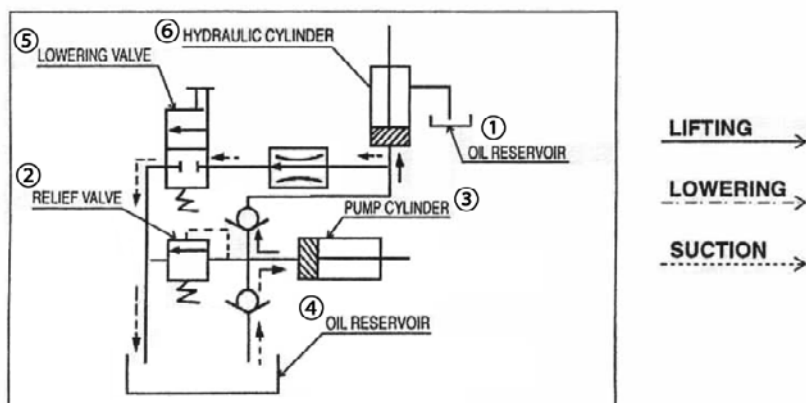 ⑥ HYDRAULIC CYLINDER
⑤ LOWERING VALVE
① OIL RESERVOIR
② RELIEF VALVE
③ PUMP CYLINDER
④ OIL RESERVOIR
LIFTING
LOWERING
SUCTION